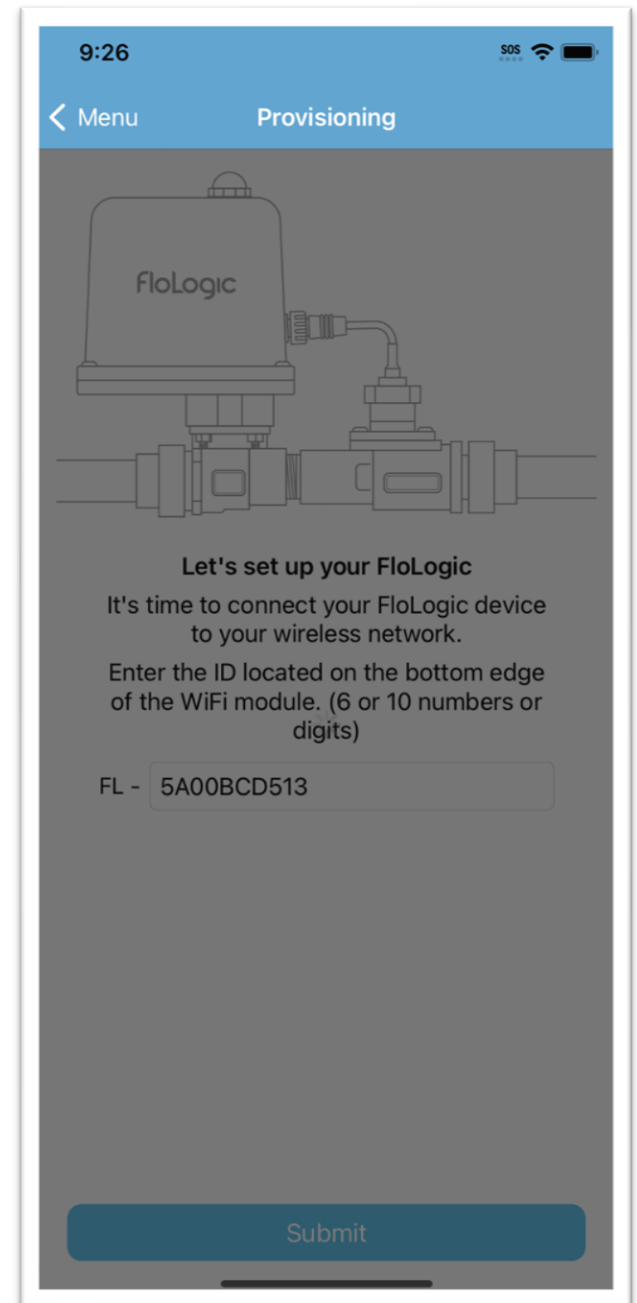 9:26
SOS
Menu
Provisioning
FloLogic
Let's set up your FloLogic
It's time to connect your FloLogic device
to your wireless network.
Enter the ID located on the bottom edge
of the WiFi module. (6 or 10 numbers or
digits)
FL - 5A00BCD513
Submit